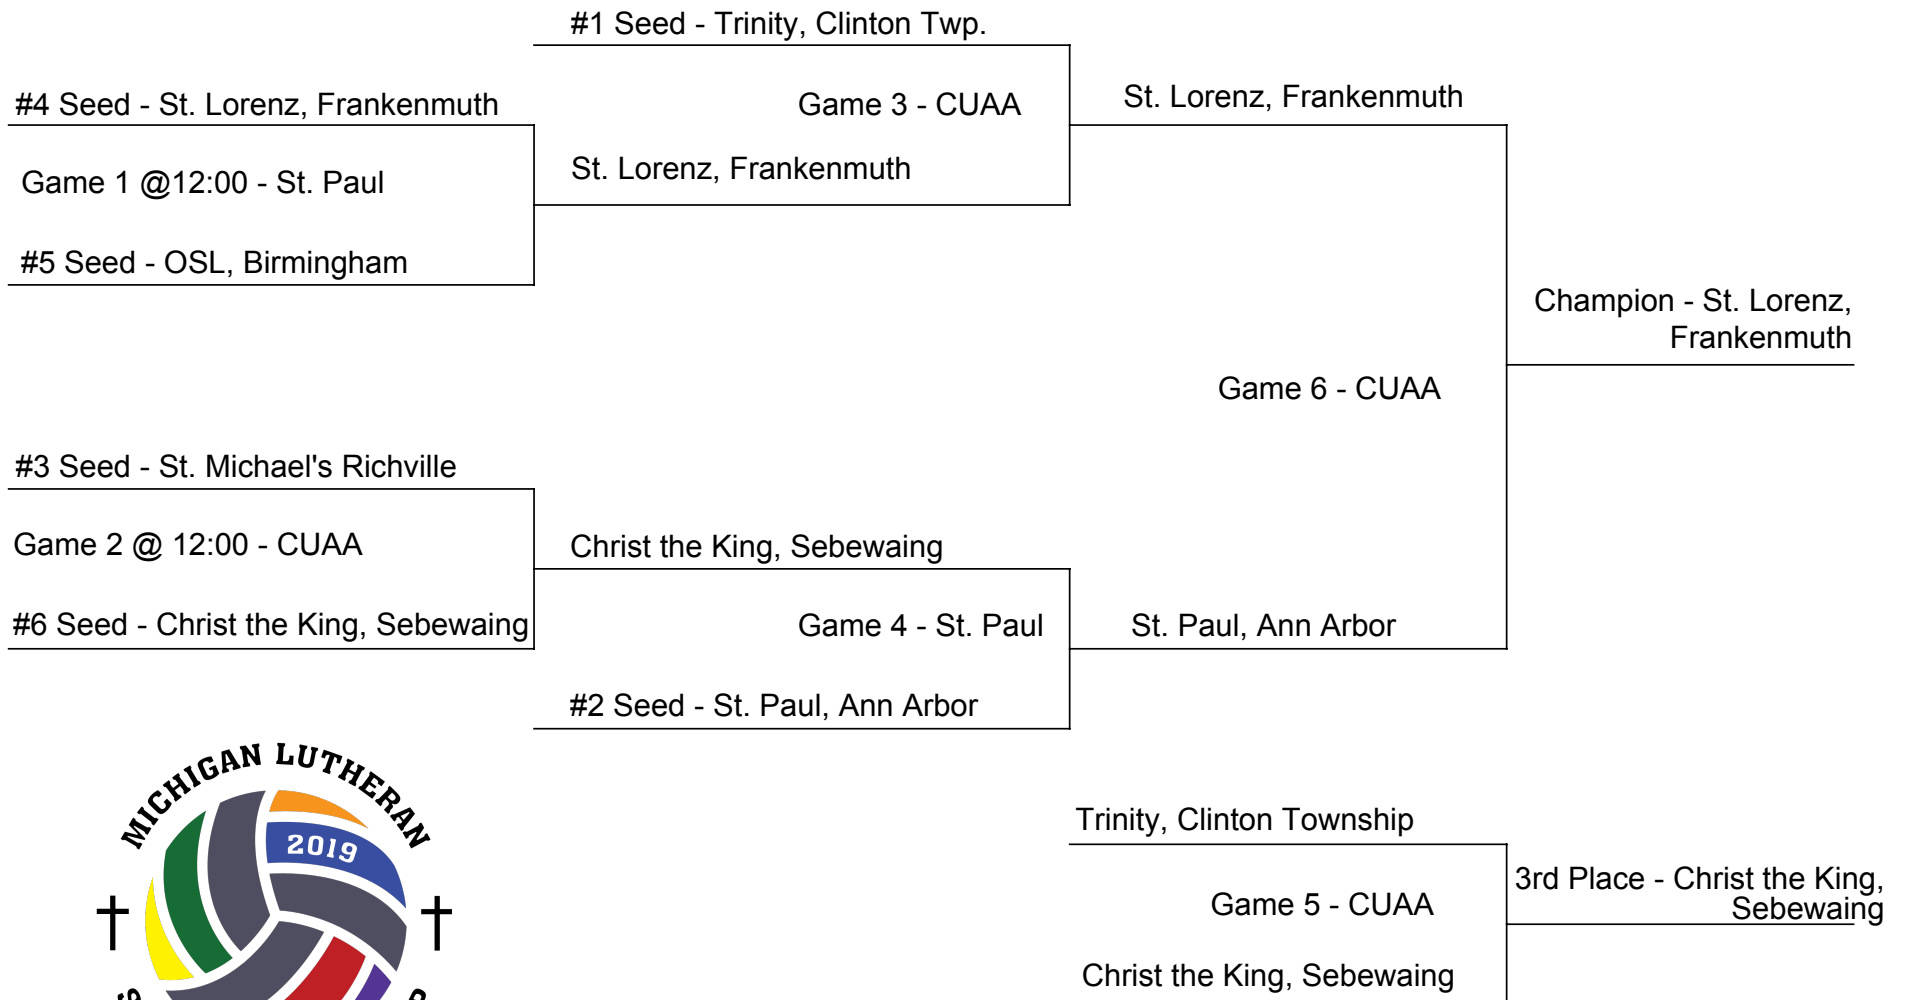 #1 Seed - Trinity, Clinton Twp.
#4 Seed - St. Lorenz, Frankenmuth
Game 3 - CUAA
St. Lorenz, Frankenmuth
Game 1 @12:00 - St. Paul
St. Lorenz, Frankenmuth
#5 Seed - OSL, Birmingham
Champion - St. Lorenz,
Frankenmuth
Game 6 - CUAA
#3 Seed - St. Michael's Richville
Game 2 @ 12:00 - CUAA
Christ the King, Sebewaing
#6 Seed - Christ the King, Sebewaing
Game 4 - St. Paul
St. Paul, Ann Arbor
#2 Seed - St. Paul, Ann Arbor
MICHIGAN LUTHERAN
2019
Trinity, Clinton Township
3rd Place - Christ the King,
Sebewaing
Game 5 - CUAA
Christ the King, Sebewaing